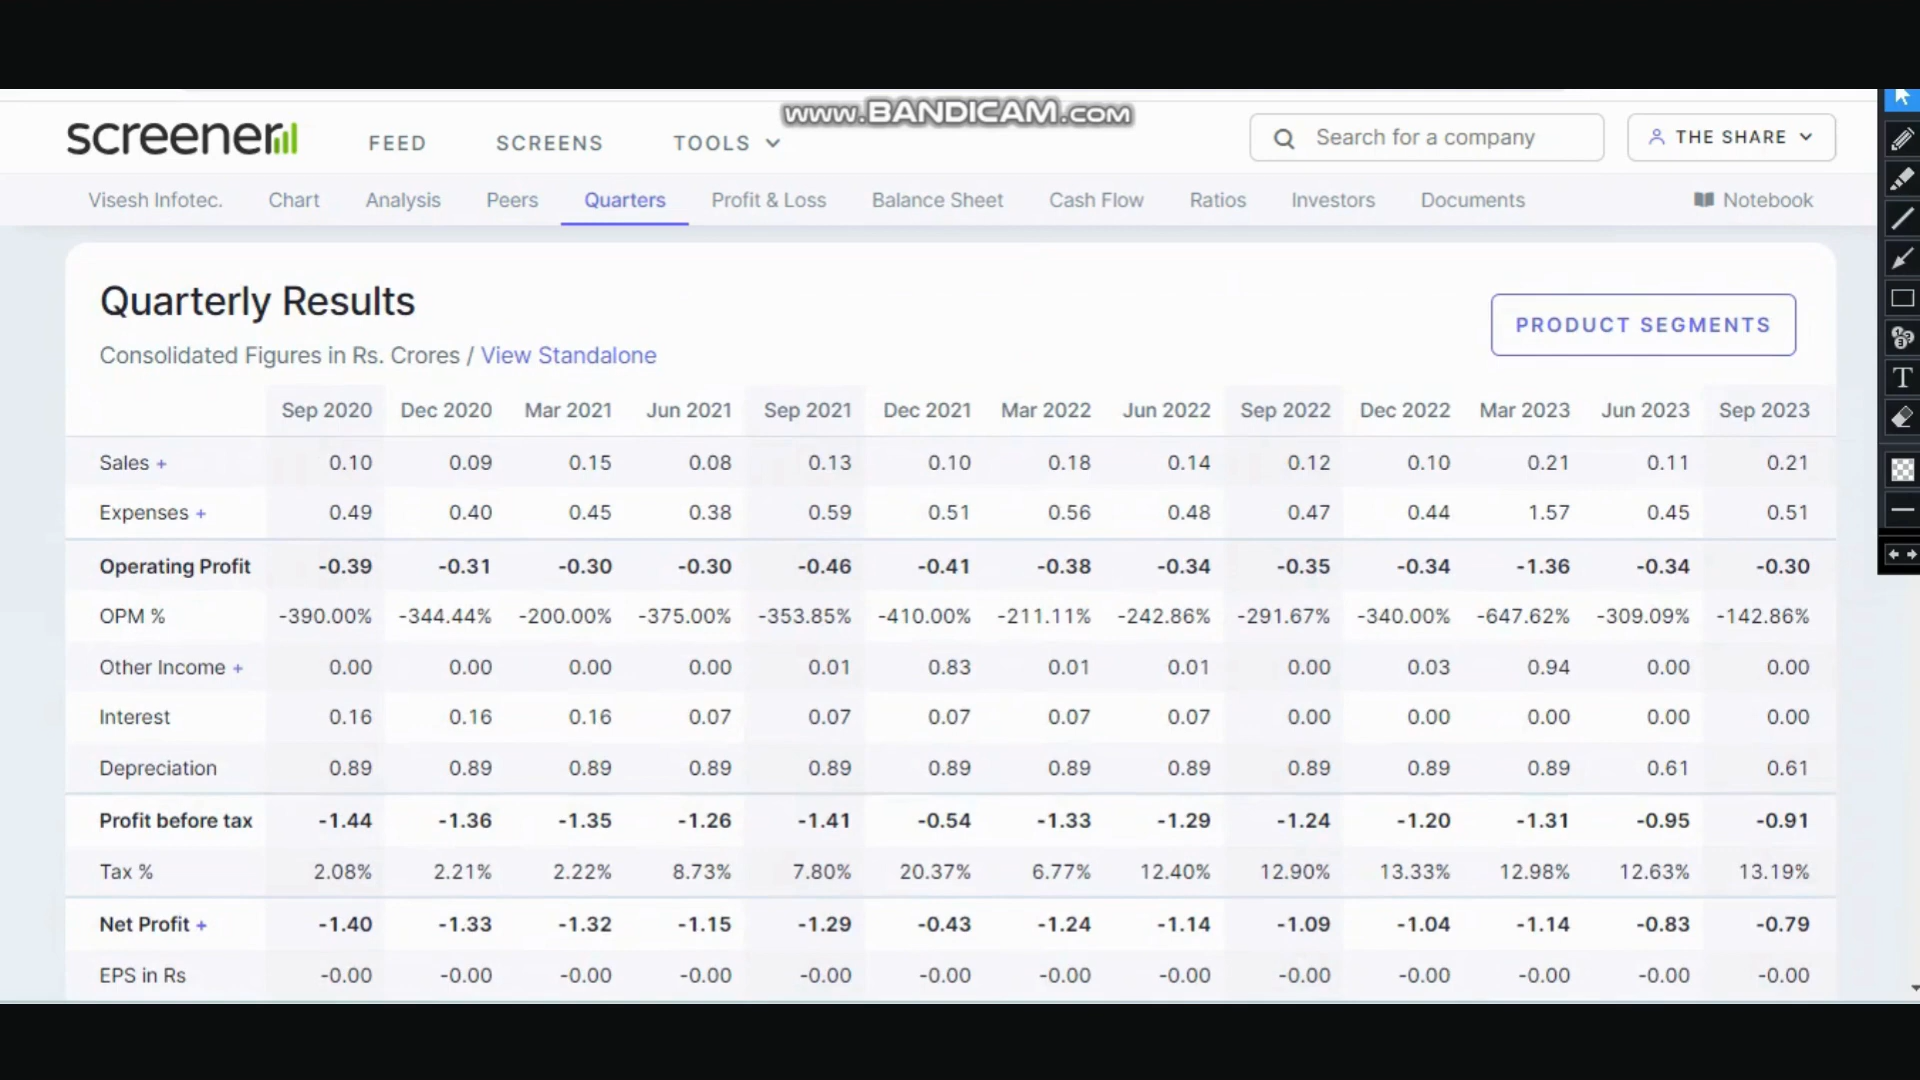 www.BANDICAM.com
screener FEED SCREENS TOOLS Search for a company THE SHARE
Visesh Infotec. Chart Analysis Peers Quarters Profit & Loss Balance Sheet Cash Flow Ratios Investors Documents Notebook
Quarterly Results
PRODUCT SEGMENTS
Consolidated Figures in Rs. Crores / View Standalone
Sep 2020 Dec 2020 Mar 2021 Jun 2021 Sep 2021 Dec 2021 Mar 2022 Jun 2022 Sep 2022 Dec 2022 Mar 2023 Jun 2023 Sep 2023
Sales + 0.10 0.09 0.15 0.08 0.13 0.10 0.18 0.14 0.12 0.10 0.21 0.11 0.21
Expenses + 0.49 0.40 0.45 0.38 0.59 0.51 0.56 0.48 0.47 0.44 1.57 0.45 0.51
Operating Profit -0.39 -0.31 -0.30 -0.30 -0.46 -0.41 -0.38 -0.34 -0.35 -0.34 -1.36 -0.34 -0.30
OPM % -390.00% -344.44% -200.00% -375.00% -353.85% -410.00% -211.11% -242.86% -291.67% -340.00% -647.62% -309.09% -142.86%
Other Income + 0.00 0.00 0.00 0.00 0.01 0.83 0.01 0.01 0.00 0.03 0.94 0.00 0.00
Interest 0.16 0.16 0.16 0.07 0.07 0.07 0.07 0.07 0.00 0.00 0.00 0.00 0.00
Depreciation 0.89 0.89 0.89 0.89 0.89 0.89 0.89 0.89 0.89 0.89 0.89 0.61 0.61
Profit before tax -1.44 -1.36 -1.35 -1.26 -1.41 -0.54 -1.33 -1.29 -1.24 -1.20 -1.31 -0.95 -0.91
Tax % 2.08% 2.21% 2.22% 8.73% 7.80% 20.37% 6.77% 12.40% 12.90% 13.33% 12.98% 12.63% 13.19%
Net Profit + -1.40 -1.33 -1.32 -1.15 -1.29 -0.43 -1.24 -1.14 -1.09 -1.04 -1.14 -0.83 -0.79
EPS in Rs -0.00 -0.00 -0.00 -0.00 -0.00 -0.00 -0.00 -0.00 -0.00 -0.00 -0.00 -0.00 -0.00
T